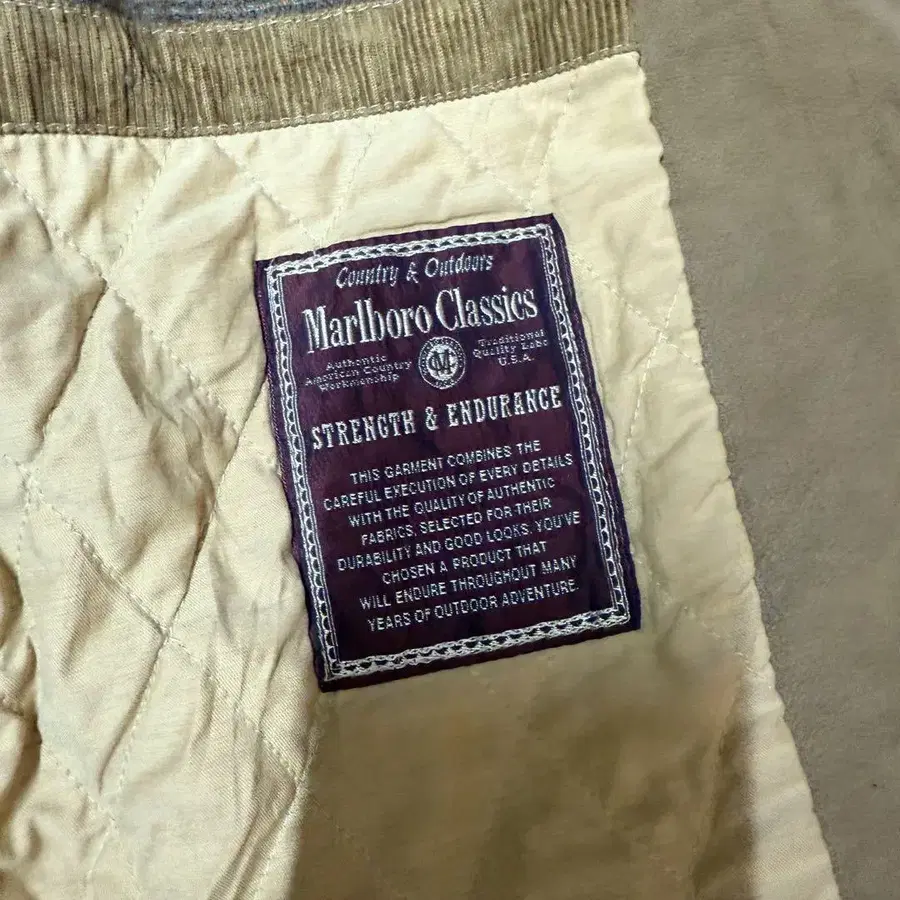 Country & Outdoors
Marlboro Classics
Authentic
American Country
Workmanship
M
Traditional
Quality Labo
U.S.A.
STRENGTH & ENDURANCE
THIS GARMENT COMBINES THE
CAREFUL EXECUTION OF EVERY DETAILS
WITH THE QUALITY OF AUTHENTIC
FABRICS, SELECTED FOR THEIR
DURABILITY AND GOOD LOOKS. YOU'VE
CHOSEN A PRODUCT THAT
WILL ENDURE THROUGHOUT MANY
YEARS OF OUTDOOR ADVENTURE.